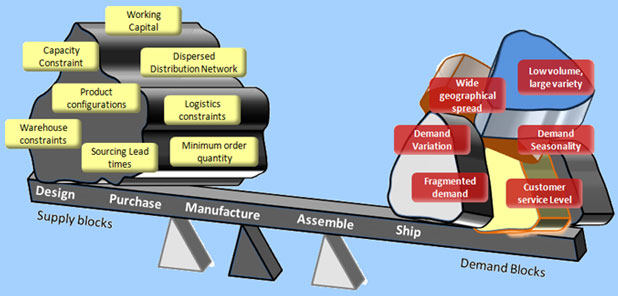 Working
Capital
Capacity
Constraint
Dispersed
Distribution Network
Product
configurations
Logistics
constraints
Warehouse
constraints
Sourcing Lead
times
Minimum order
quantity
Wide
geographical
spread
Low volume,
large variety
Demand
Variation
Demand
Seasonality
Fragmented
demand
Customer
service Level
Design
Purchase
Manufacture
Assemble
Ship
Supply blocks
Demand Blocks